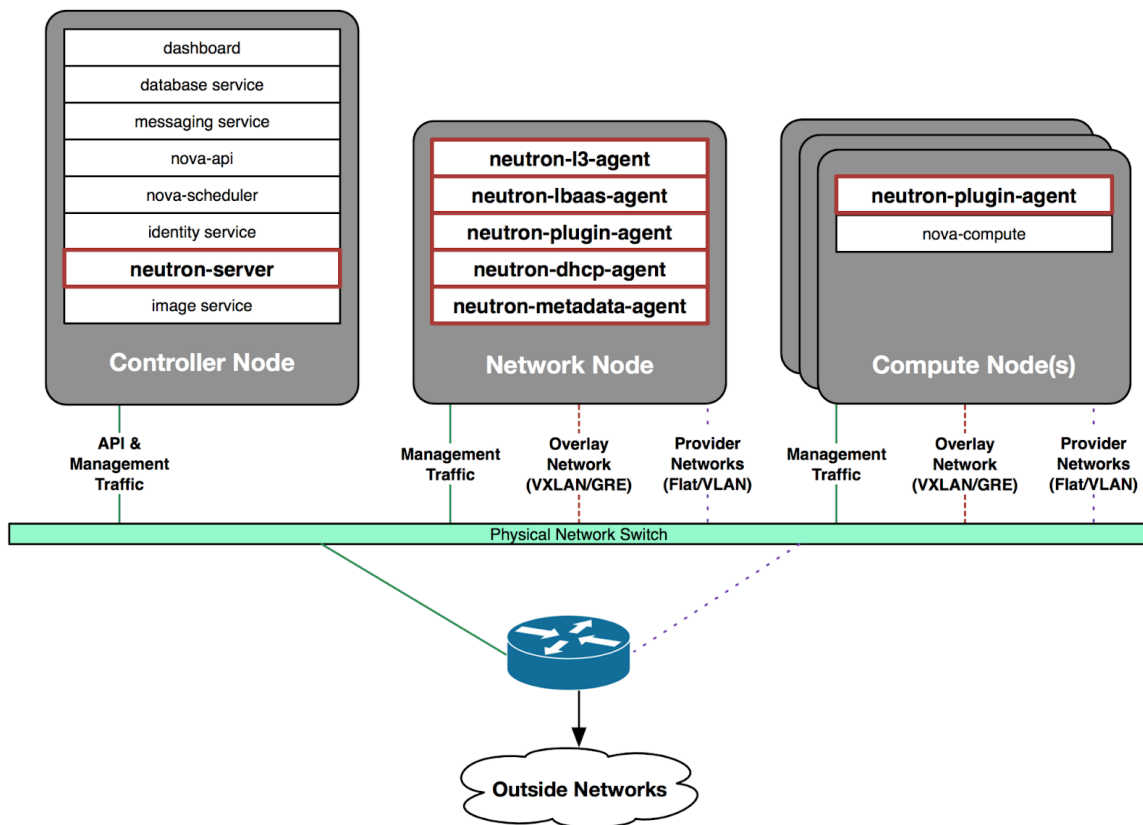 dashboard
database service
messaging service
nova-api
nova-scheduler
identity service
neutron-server
image service
Controller Node
neutron-l3-agent
neutron-lbaas-agent
neutron-plugin-agent
neutron-dhcp-agent
neutron-metadata-agent
Network Node
neutron-plugin-agent
nova-compute
Compute Node(s)
API &
Management
Traffic
Management
Traffic
Overlay
Network
(VXLAN/GRE)
Provider
Networks
(Flat/VLAN)
Management
Traffic
Overlay
Network
(VXLAN/GRE)
Provider
Networks
(Flat/VLAN)
Physical Network Switch
Outside Networks